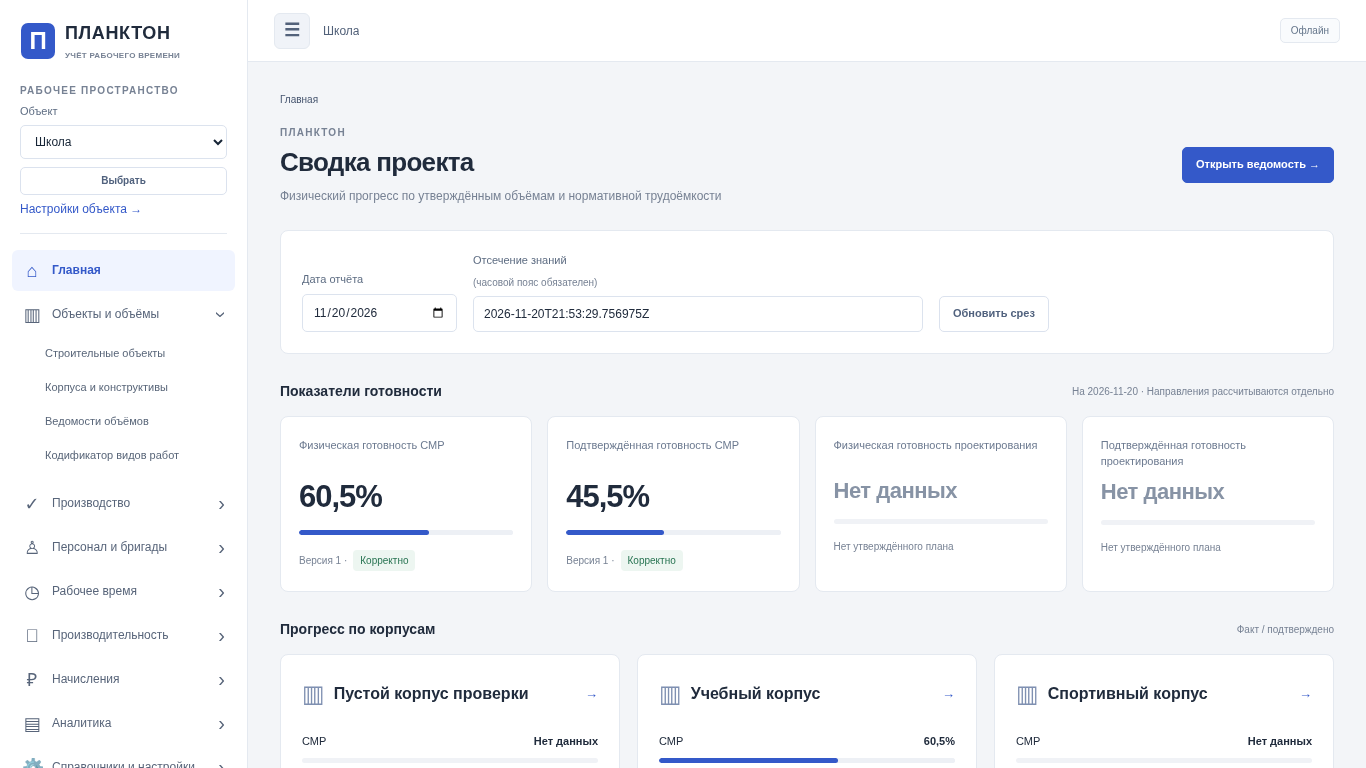 П
ПЛАНКТОН
УЧЁТ РАБОЧЕГО ВРЕМЕНИ
РАБОЧЕЕ ПРОСТРАНСТВО
Объект
Школа
Выбрать
Настройки объекта →
Главная
Объекты и объёмы
Строительные объекты
Корпуса и конструктивы
Ведомости объёмов
Кодификатор видов работ
Производство
Персонал и бригады
Рабочее время
Производительность
Начисления
Аналитика
Справочники и настройки
Школа
Офлайн
Главная
ПЛАНКТОН
Сводка проекта
Открыть ведомость →
Физический прогресс по утверждённым объёмам и нормативной трудоёмкости
Дата отчёта
11/20/2026
Отсечение знаний
(часовой пояс обязателен)
2026-11-20T21:53:29.756975Z
Обновить срез
Показатели готовности
На 2026-11-20 · Направления рассчитываются отдельно
Физическая готовность СМР
60,5%
Версия 1 · Корректно
Подтверждённая готовность СМР
45,5%
Версия 1 · Корректно
Физическая готовность проектирования
Нет данных
Нет утверждённого плана
Подтверждённая готовность
проектирования
Нет данных
Нет утверждённого плана
Прогресс по корпусам
Факт / подтверждено
Пустой корпус проверки →
СМР Нет данных
Учебный корпус →
СМР 60,5%
Спортивный корпус →
СМР Нет данных